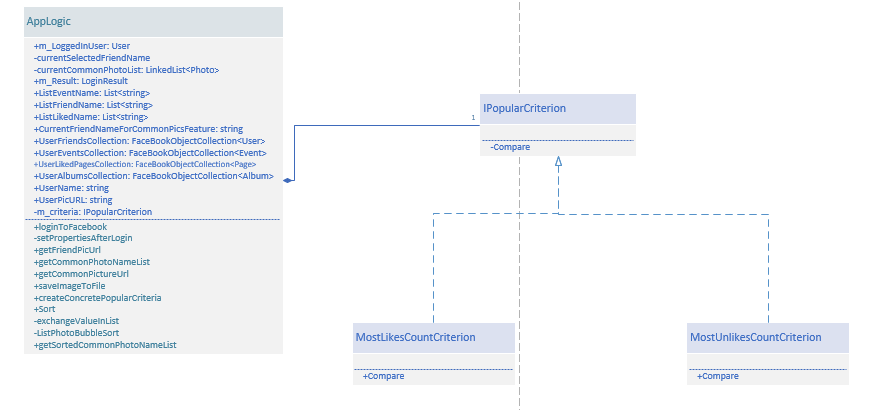 AppLogic
+m_LoggedInUser: User
-currentSelectedFriendName
-currentCommonPhotoList: LinkedList<Photo>
+m_Result: LoginResult
+ListEventName: List<string>
+ListFriendName: List<string>
+ListLikedName: List<string>
+CurrentFriendNameForCommonPicsFeature: string
+UserFriendsCollection: FaceBookObjectCollection<User>
+UserEventsCollection: FaceBookObjectCollection<Event>
+UserLikedPagesCollection: FaceBookObjectCollection<Page>
+UserAlbumsCollection: FaceBookObjectCollection<Album>
+UserName: string
+UserPicURL: string
-m_criteria: IPopularCriterion
+loginToFacebook
-setPropertiesAfterLogin
+getFriendPicUrl
+getCommonPhotoNameList
+getCommonPictureUrl
+saveImageToFile
+createConcretePopularCriteria
+Sort
-exchangeValueInList
-ListPhotoBubbleSort
+getSortedCommonPhotoNameList
1
IPopularCriterion
-Compare
MostLikesCountCriterion
+Compare
MostUnlikesCountCriterion
+Compare